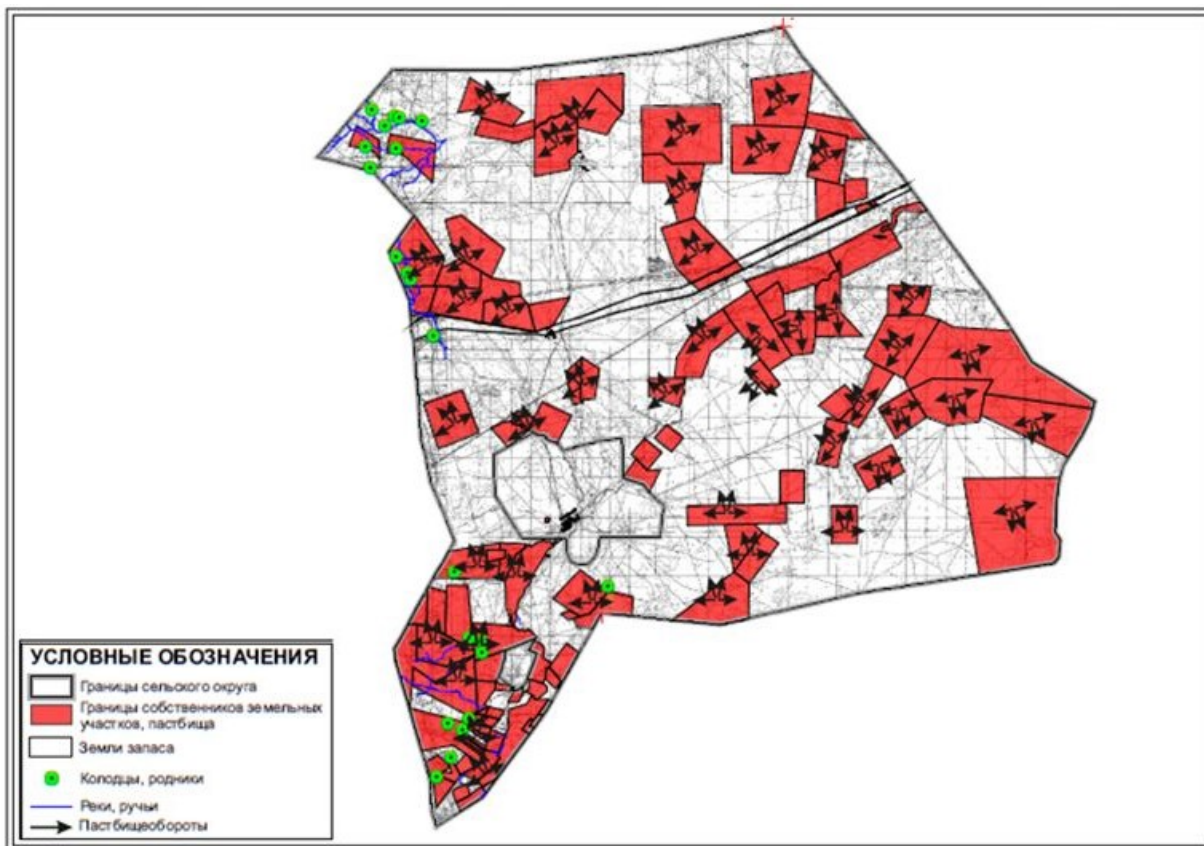 УСЛОВНЫЕ ОБОЗНАЧЕНИЯ
Границы сельского округа
Границы собственников земельных
участков, пастбища
Земли запаса
Колодцы, родники
Реки, ручьи
Пастбищеобороты